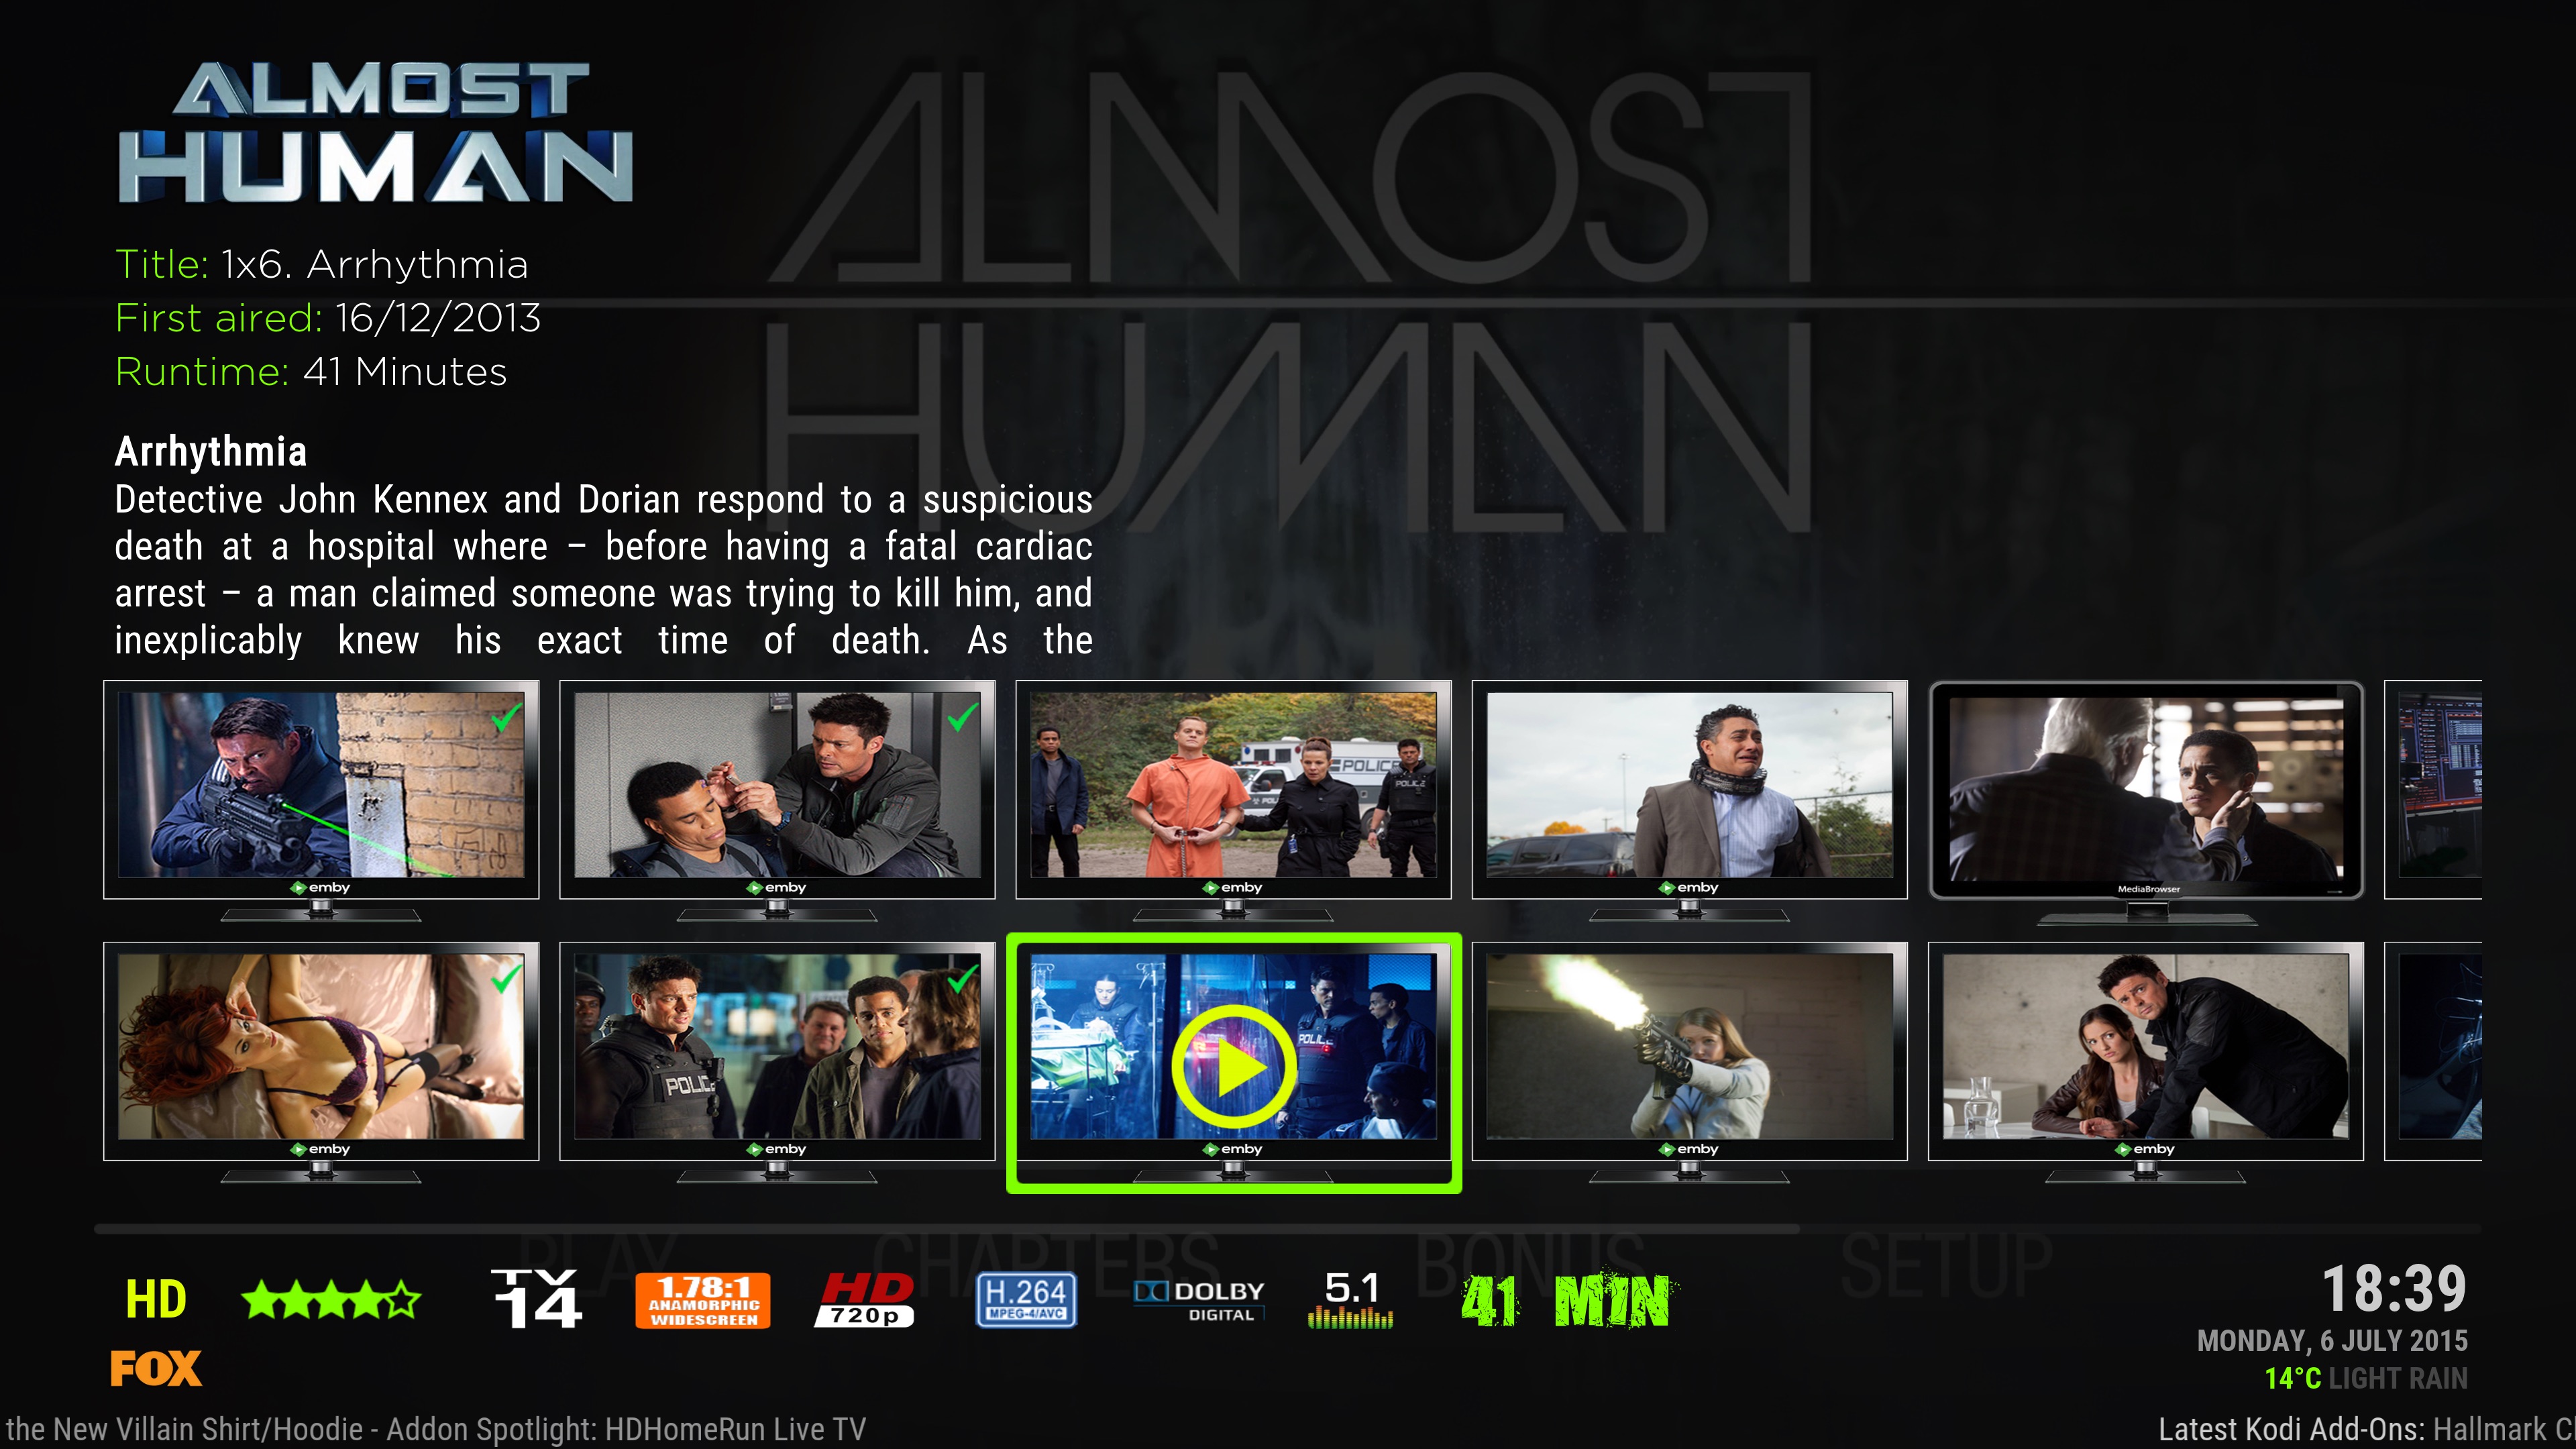 ALMOST
HUMAN
ALMOST
HUMAN
Title: 1x6. Arrhythmia
First aired: 16/12/2013
Runtime: 41 Minutes
Arrhythmia
Detective John Kennex and Dorian respond to a suspicious
death at a hospital where – before having a fatal cardiac
arrest – a man claimed someone was trying to kill him, and
inexplicably knew his exact time of death. As the
POLICE
POLICE
emby
emby
emby
emby
MediaBrowser
POLICE
POLICE
emby
emby
emby
emby
emby
PLAY CHAPTERS BONUS SETUP
HD
TV
14
1.78:1
ANAMORPHIC
WIDESCREEN
HD
720p
H.264
MPEG-4/AVC
DOLBY
DIGITAL
5.1
41 MIN
18:39
MONDAY, 6 JULY 2015
14°C LIGHT RAIN
FOX
the New Villain Shirt/Hoodie - Addon Spotlight: HDHomeRun Live TV
Latest Kodi Add-Ons: Hallmark